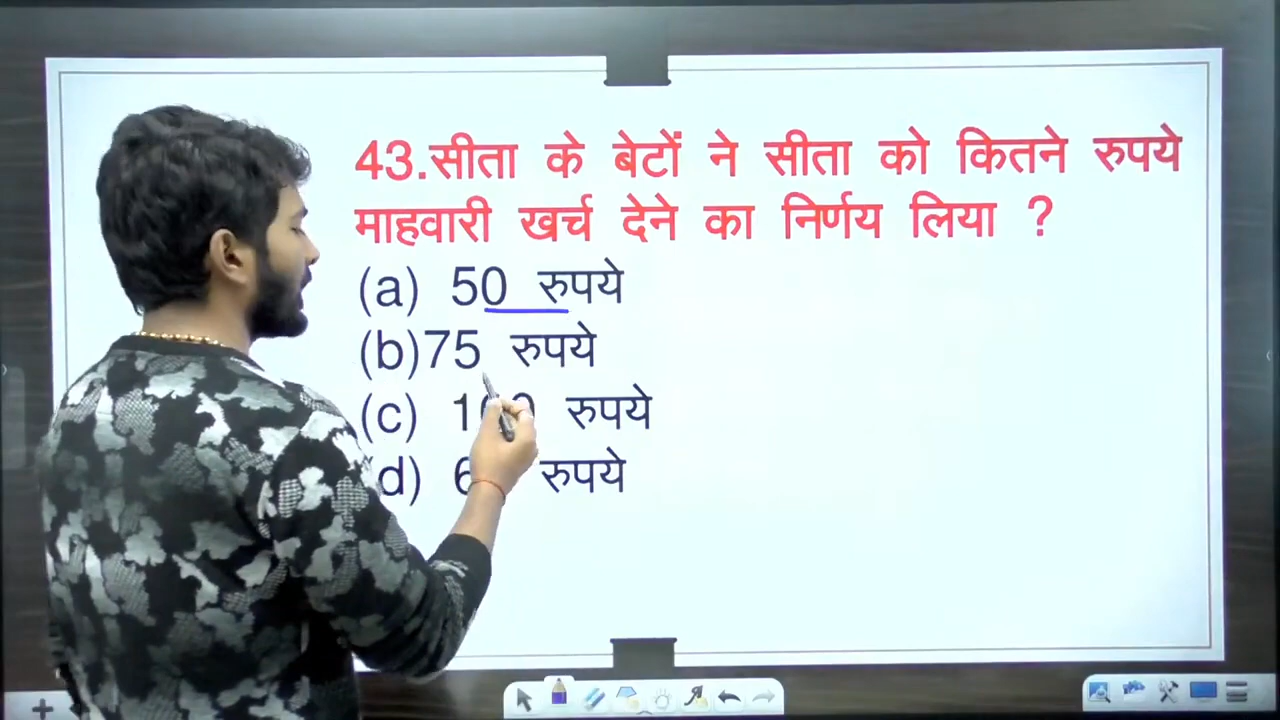 43.सीता के बेटों ने सीता को कितने रुपये
माहवारी खर्च देने का निर्णय लिया ?
(a) 50 रुपये
(b)75 रुपये
(c) रुपये
(d) रुपये